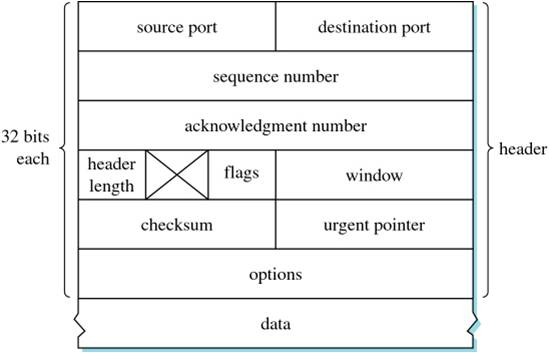 source port
destination port
sequence number
acknowledgment number
32 bits
each
header
header
length
flags
window
checksum
urgent pointer
options
data